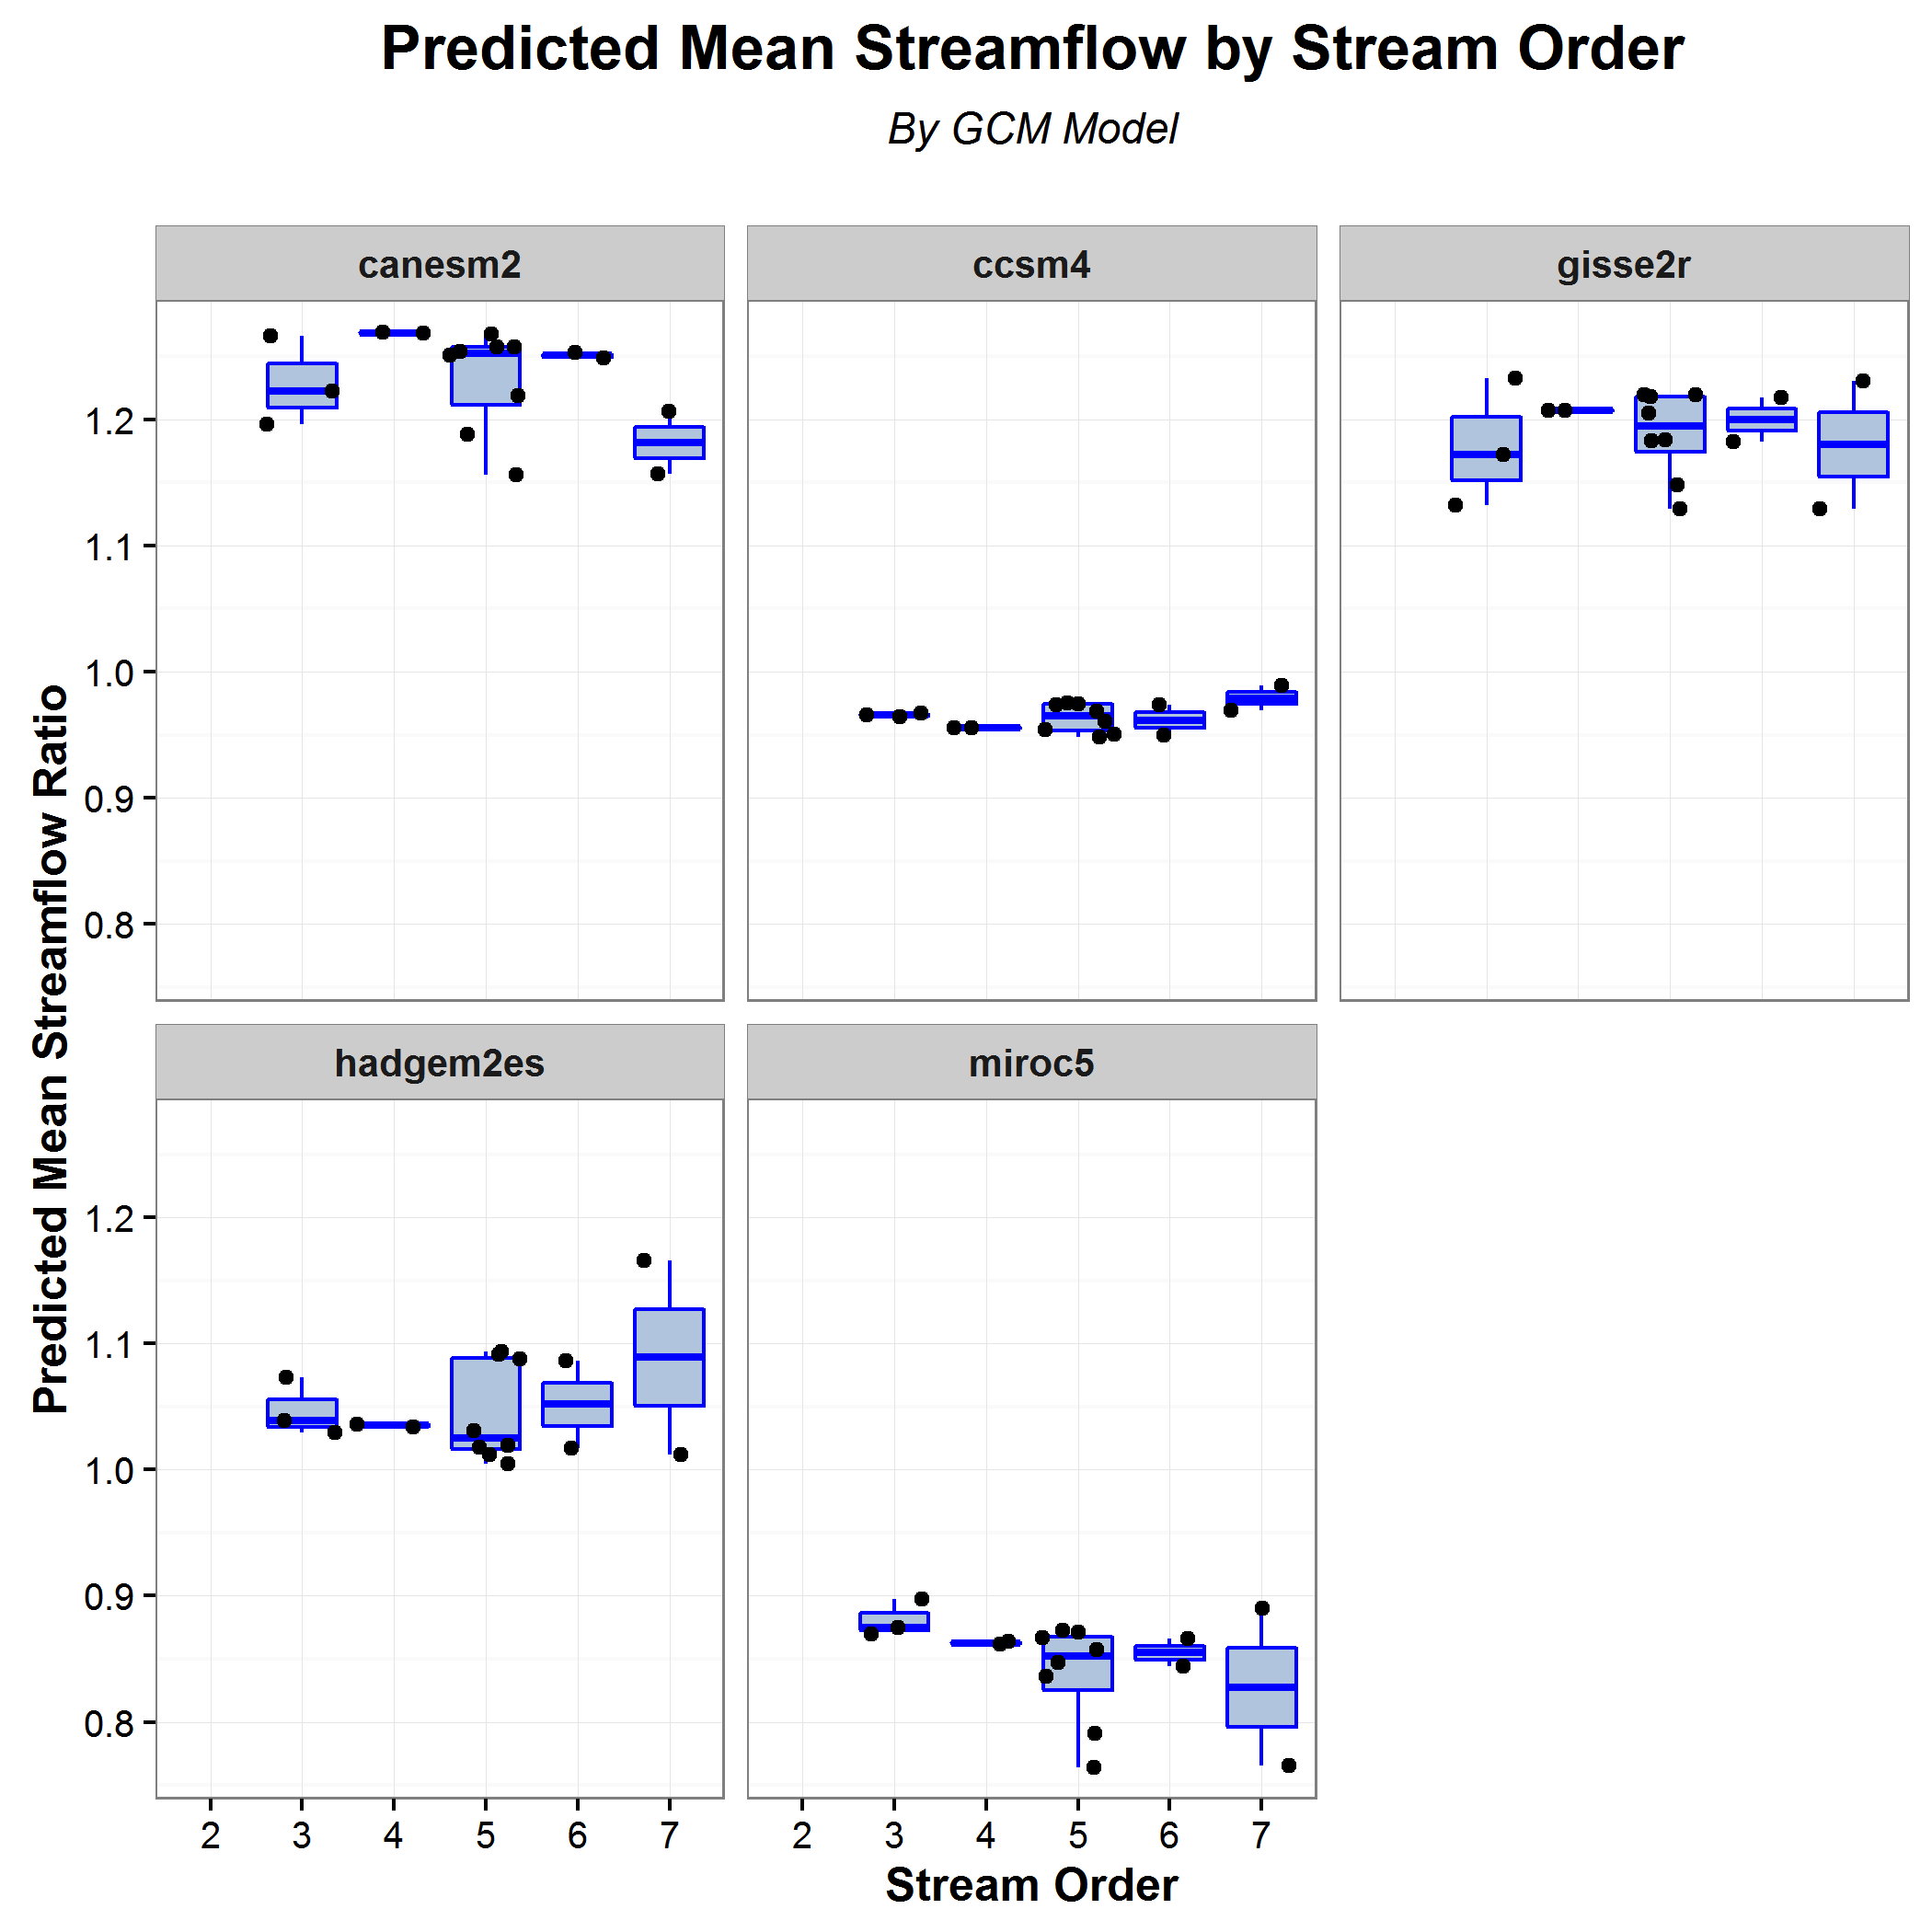 Predicted Mean Streamflow by Stream Order
By GCM Model
canesm2
ccsm4
gisse2r
1.2
1.1
1.0
0.9
0.8
Predicted Mean Streamflow Ratio
hadgem2es
miroc5
1.2
1.1
1.0
0.9
0.8
2 3 4 5 6 7
2 3 4 5 6 7
Stream Order